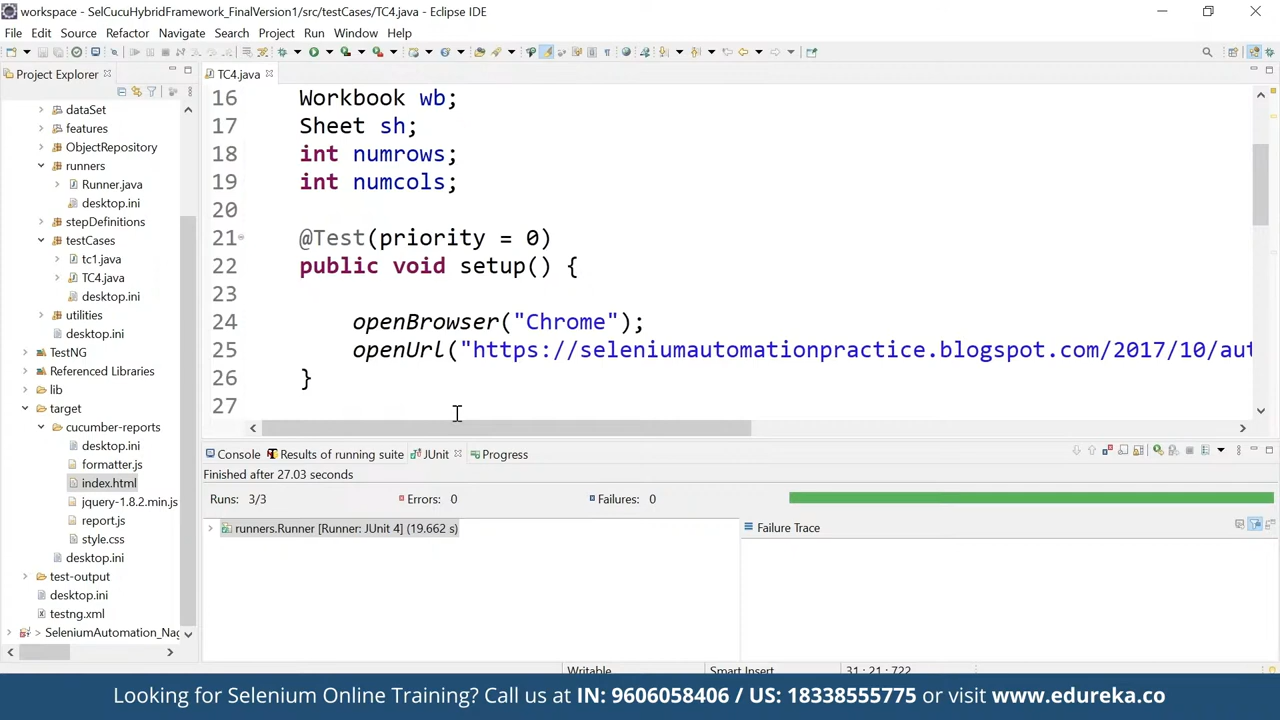 workspace - SelCucuHybridFramework_FinalVersion1/src/testCases/TC4.java - Eclipse IDE
File Edit Source Refactor Navigate Search Project Run Window Help
Project Explorer
TC4.java
dataSet
features
ObjectRepository
runners
Runner.java
desktop.ini
stepDefinitions
testCases
tc1.java
TC4.java
desktop.ini
utilities
desktop.ini
TestNG
Referenced Libraries
lib
target
cucumber-reports
desktop.ini
formatter.js
index.html
jquery-1.8.2.min.js
report.js
style.css
desktop.ini
test-output
desktop.ini
testng.xml
> SeleniumAutomation_Nag
16 Workbook wb;
17 Sheet sh;
18 int numrows;
19 int numcols;
20
21 @Test(priority = 0)
22 public void setup() {
23
24 openBrowser("Chrome");
25 openUrl("https://seleniumautomationpractice.blogspot.com/2017/10/aut
26 }
27
Console Results of running suite JUnit Progress
Finished after 27.03 seconds
Runs: 3/3 Errors: 0 Failures: 0
runners.Runner [Runner: JUnit 4] (19.662 s)
Failure Trace
Writable Smart Insert 31 : 21 : 722
Looking for Selenium Online Training? Call us at IN: 9606058406 / US: 18338555775 or visit www.edureka.co